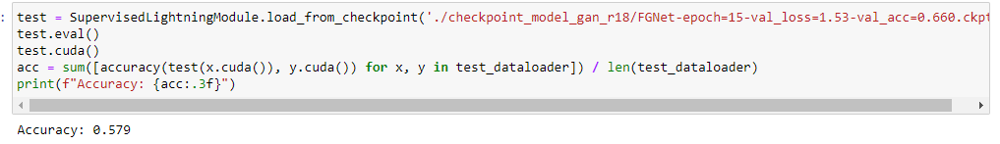 : test = SupervisedLightningModule.load_from_checkpoint('./checkpoint_model_gan_r18/FGNet-epoch=15-val_loss=1.53-val_acc=0.660.ckpt
test.eval()
test.cuda()
acc = sum([accuracy(test(x.cuda()), y.cuda()) for x, y in test_dataloader]) / len(test_dataloader)
print(f"Accuracy: {acc:.3f}")
Accuracy: 0.579